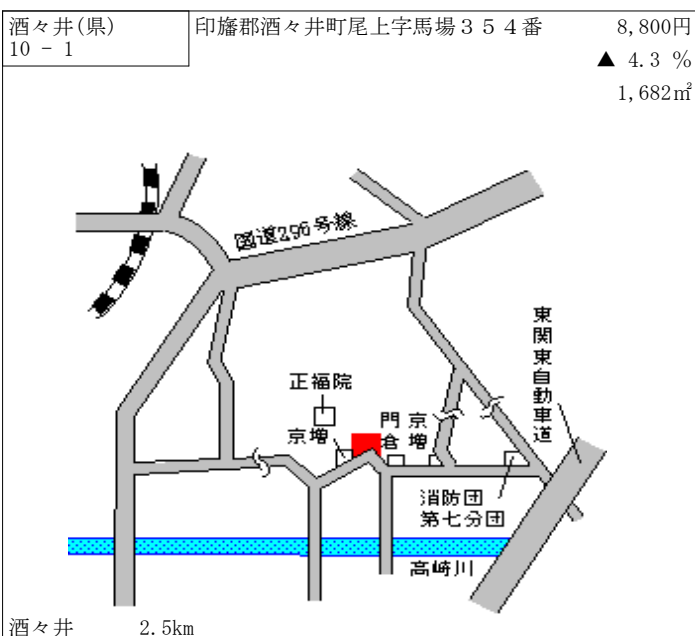 酒々井(県)
10 － 1
印旛郡酒々井町尾上字馬場３５４番
8,800円
▲ 4.3 %
1,682㎡
国道296号線
東関東自動車道
正福院
京増
門倉
京増
消防団
第七分団
高崎川
酒々井 2.5km